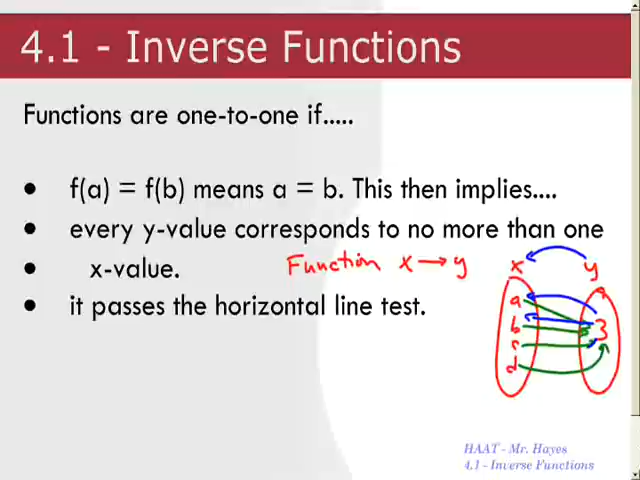 4.1 - Inverse Functions
Functions are one-to-one if.....
• f(a) = f(b) means a = b. This then implies....
• every y-value corresponds to no more than one
• x-value.
Function x → y
x y
• it passes the horizontal line test.
a
b 3
c
d
HAAT - Mr. Hayes
4.1 - Inverse Functions